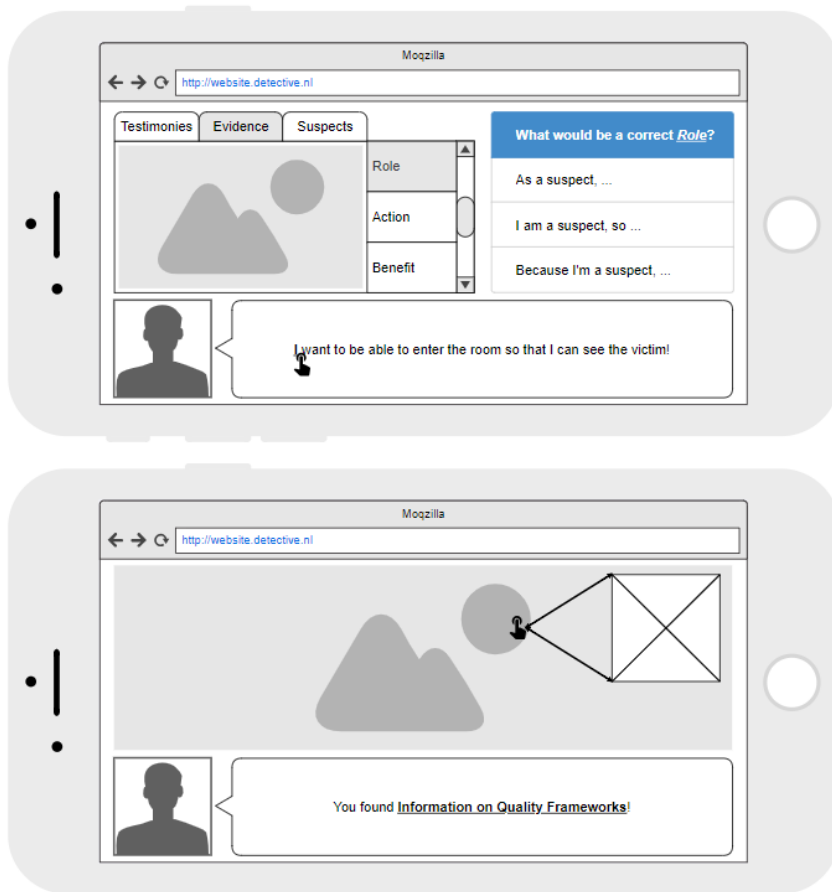 Moqzilla
http://website.detective.nl
Testimonies Evidence Suspects
Role
Action
Benefit
What would be a correct Role?
As a suspect, ...
I am a suspect, so ...
Because I'm a suspect, ...
I want to be able to enter the room so that I can see the victim!
Moqzilla
http://website.detective.nl
You found Information on Quality Frameworks!